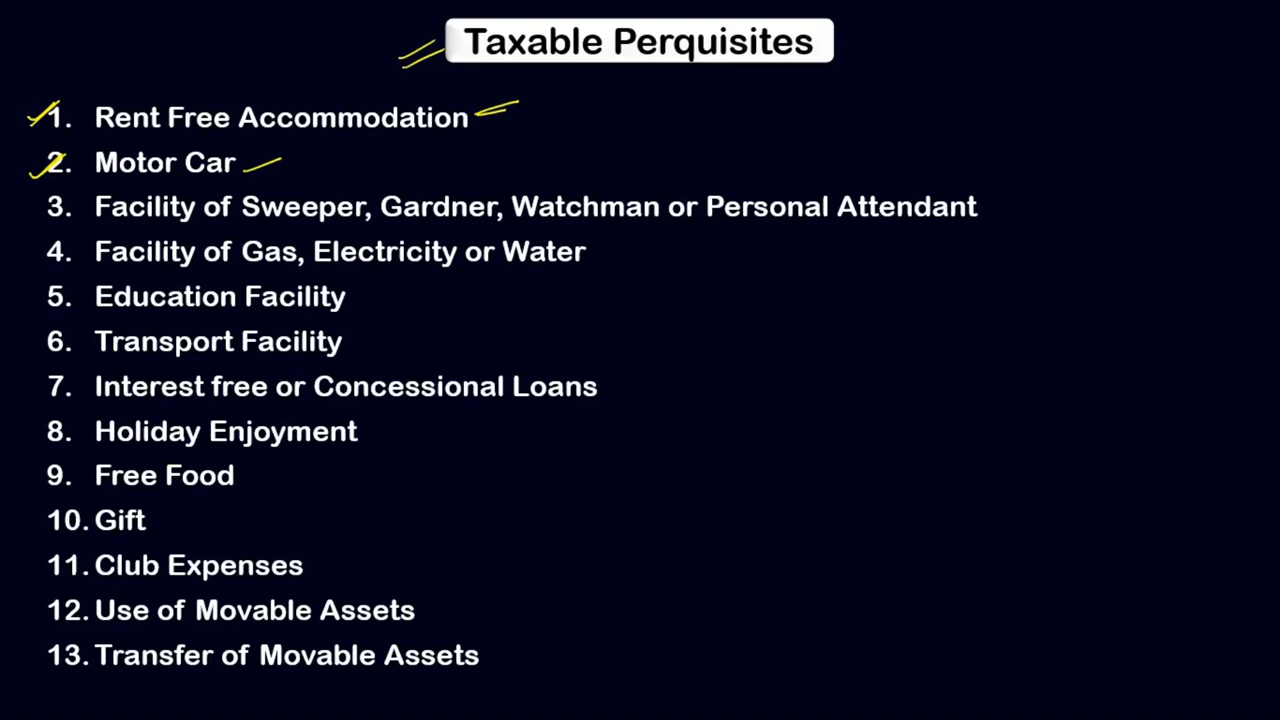 Taxable Perquisites
1. Rent Free Accommodation
2. Motor Car
3. Facility of Sweeper, Gardner, Watchman or Personal Attendant
4. Facility of Gas, Electricity or Water
5. Education Facility
6. Transport Facility
7. Interest free or Concessional Loans
8. Holiday Enjoyment
9. Free Food
10. Gift
11. Club Expenses
12. Use of Movable Assets
13. Transfer of Movable Assets